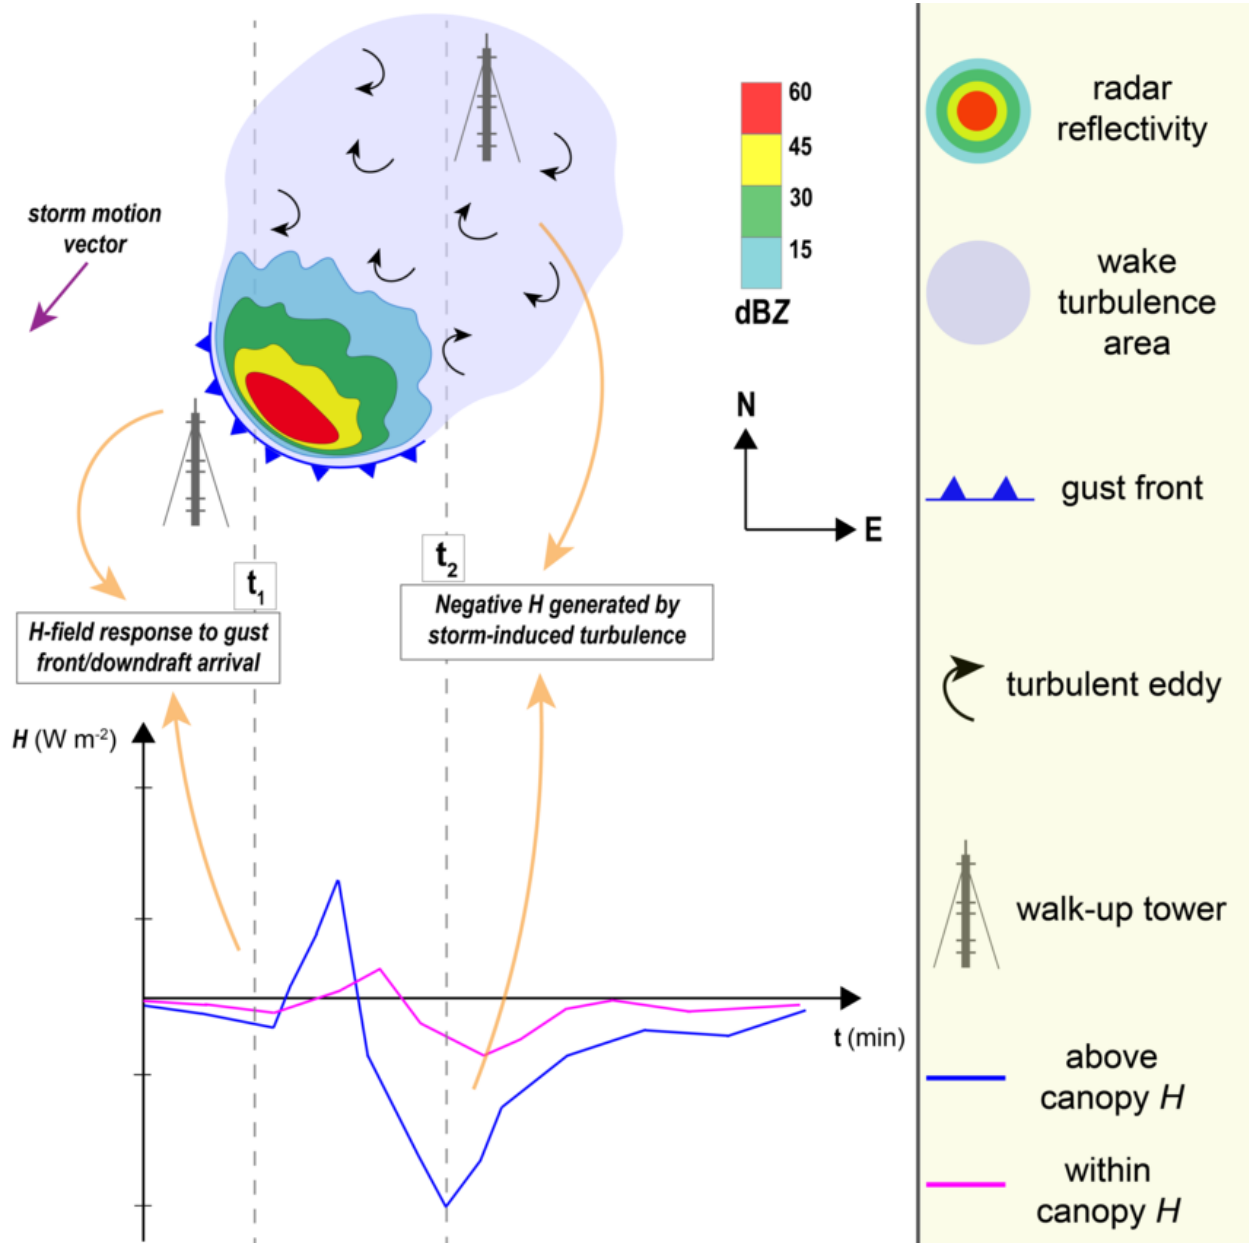 storm motion
vector
60
45
30
15
dBZ
N
E
t1
t2
H-field response to gust
front/downdraft arrival
Negative H generated by
storm-induced turbulence
H (W m-2)
t (min)
radar
reflectivity
wake
turbulence
area
gust front
turbulent eddy
walk-up tower
above
canopy H
within
canopy H